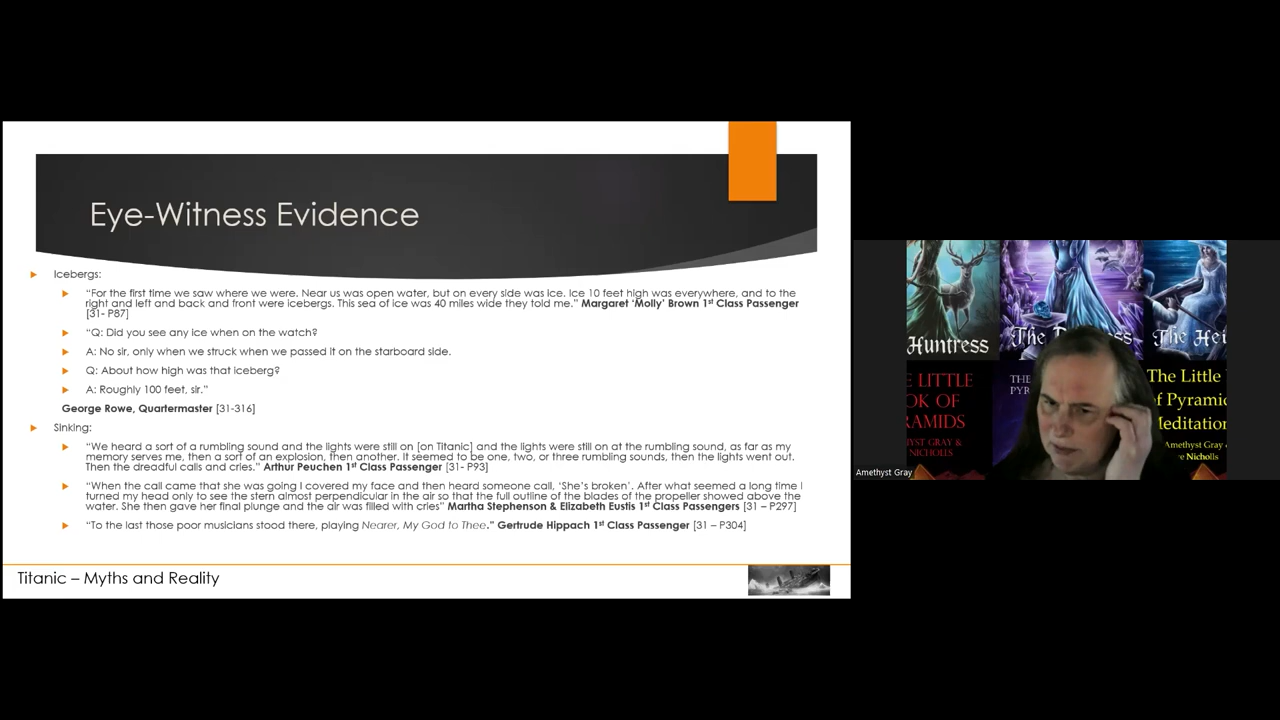 Eye-Witness Evidence
Icebergs:
“For the first time we saw where we were. Near us was open water, but on every side was ice. Ice 10 feet high was everywhere, and to the
right and left and back and front were icebergs. This sea of ice was 40 miles wide they told me.” Margaret ‘Molly’ Brown 1st Class Passenger
[31- P87]
“Q: Did you see any ice when on the watch?
A: No sir, only when we struck when we passed it on the starboard side.
Q: About how high was that iceberg?
A: Roughly 100 feet, sir.”
George Rowe, Quartermaster [31-316]
Sinking:
“We heard a sort of a rumbling sound and the lights were still on [on Titanic] and the lights were still on at the rumbling sound, as far as my
memory serves me, then a sort of an explosion, then another. It seemed to be one, two, or three rumbling sounds, then the lights went out.
Then the dreadful calls and cries.” Arthur Peuchen 1st Class Passenger [31- P93]
“When the call came that she was going I covered my face and then heard someone call, ‘She’s broken’. After what seemed a long time I
turned my head only to see the stern almost perpendicular in the air so that the full outline of the blades of the propeller showed above the
water. She then gave her final plunge and the air was filled with cries” Martha Stephenson & Elizabeth Eustis 1st Class Passengers [31 – P297]
“To the last those poor musicians stood there, playing Nearer, My God to Thee.” Gertrude Hippach 1st Class Passenger [31 – P304]
Titanic – Myths and Reality
Huntress
The
The
LITTLE
OF
THE
The Little
of
Amethyst Gray &
NICHOLLS
Nicholls
Amethyst Gray